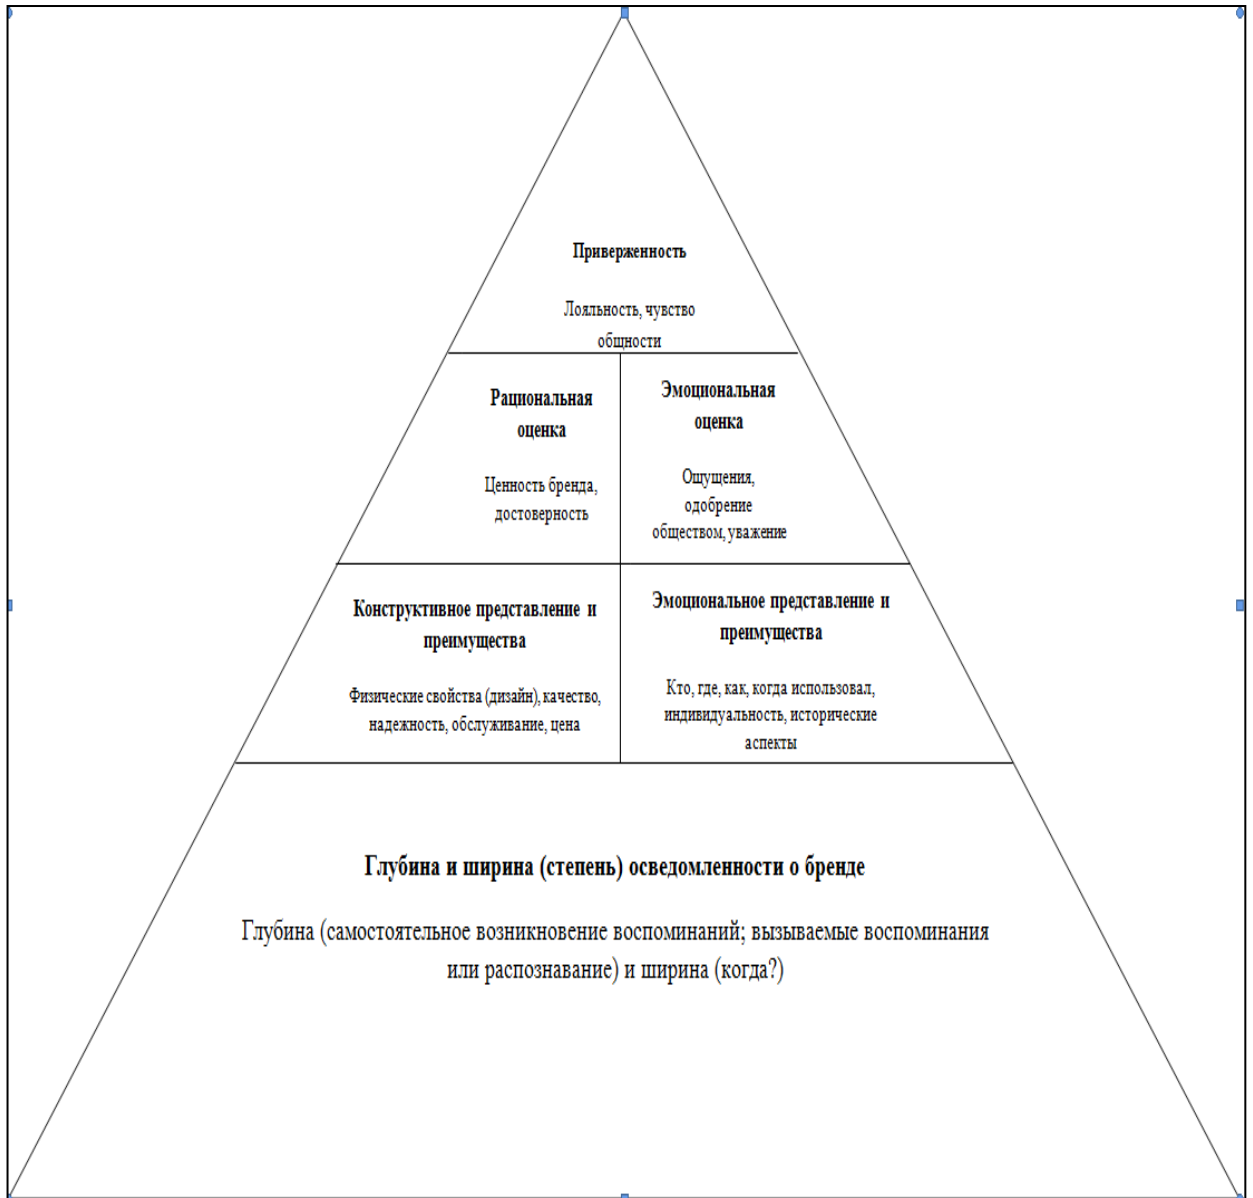 Приверженность
Лояльность, чувство
общности
Рациональная
оценка
Ценность бренда,
достоверность
Эмоциональная
оценка
Ощущения,
одобрение
обществом, уважение
Конструктивное представление и
преимущества
Физические свойства (дизайн), качество,
надежность, обслуживание, цена
Эмоциональное представление и
преимущества
Кто, где, как, когда использовал,
индивидуальность, исторические
аспекты
Глубина и ширина (степень) осведомленности о бренде
Глубина (самостоятельное возникновение воспоминаний; вызываемые воспоминания
или распознавание) и ширина (когда?)